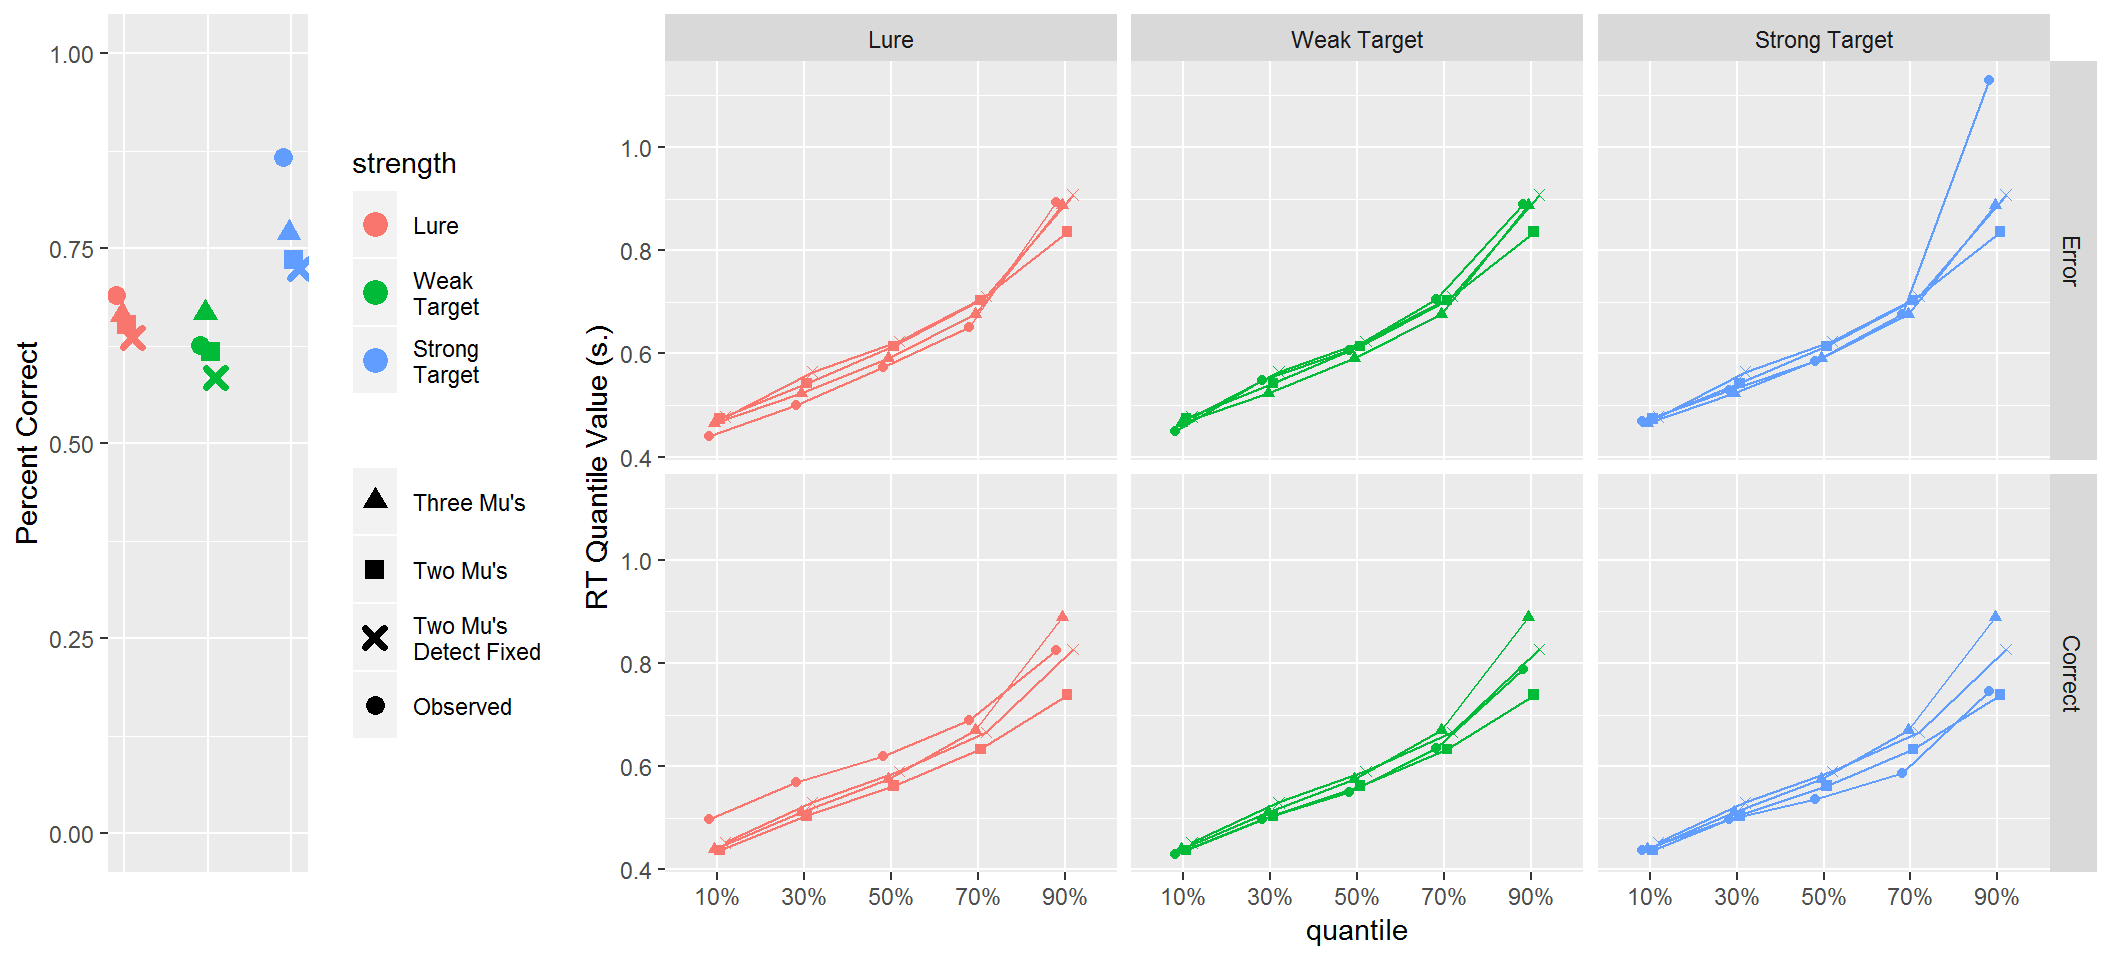 Percent Correct
1.00
0.75
0.50
0.25
0.00
strength
Lure
Weak
Target
Strong
Target
Three Mu's
Two Mu's
Two Mu's
Detect Fixed
Observed
RT Quantile Value (s.)
Lure
Weak Target
Strong Target
1.0
0.8
0.6
0.4
Error
1.0
0.8
0.6
0.4
Correct
10% 30% 50% 70% 90%
10% 30% 50% 70% 90%
10% 30% 50% 70% 90%
quantile